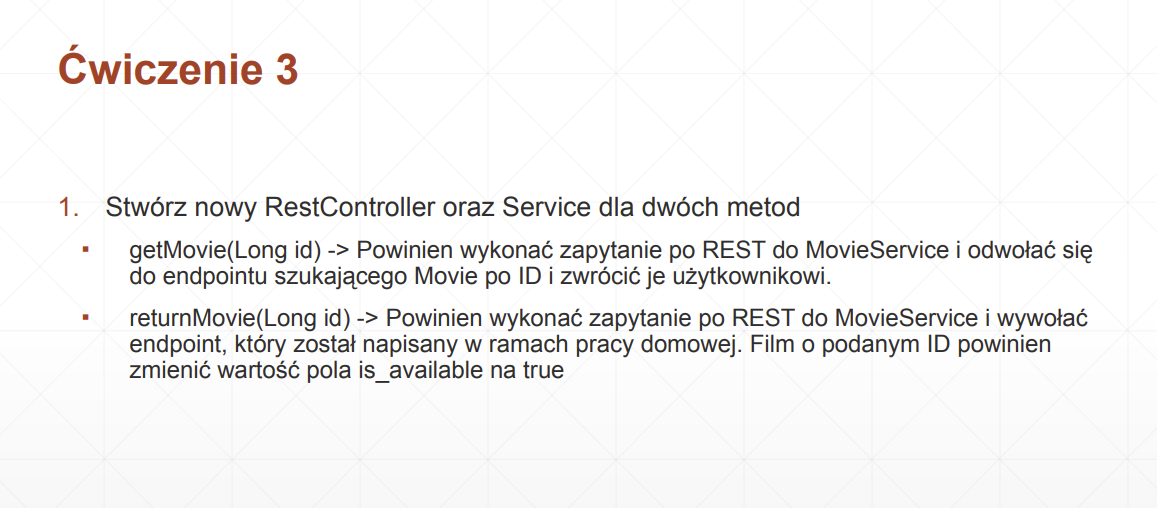 Ćwiczenie 3
1. Stwórz nowy RestController oraz Service dla dwóch metod
▪ getMovie(Long id) -> Powinien wykonać zapytanie po REST do MovieService i odwołać się
do endpointu szukającego Movie po ID i zwrócić je użytkownikowi.
▪ returnMovie(Long id) -> Powinien wykonać zapytanie po REST do MovieService i wywołać
endpoint, który został napisany w ramach pracy domowej. Film o podanym ID powinien
zmienić wartość pola is_available na true